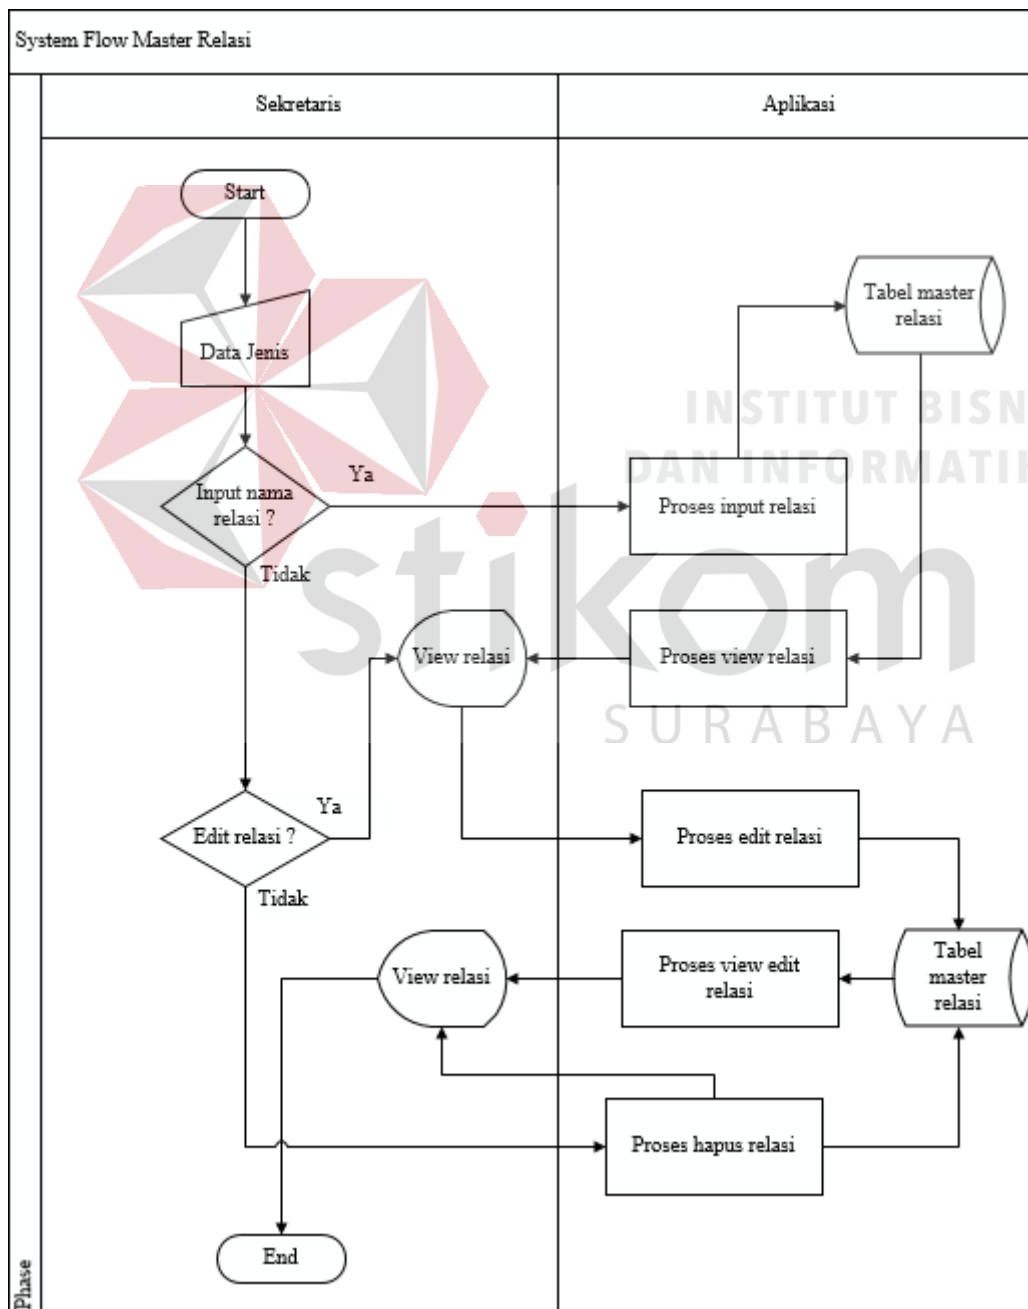 System Flow Master Relasi
Sekretaris
Aplikasi
Start
Tabel master
relasi
Data Jenis
INSTITUT BISN
DAN INFORMATIK
Ya
Input nama
relasi ?
Proses input relasi
Tidak
stikom
View relasi
Proses view relasi
SURABAYA
Ya
Edit relasi ?
Proses edit relasi
Tidak
View relasi
Proses view edit
relasi
Tabel
master
relasi
Proses hapus relasi
End
Phase